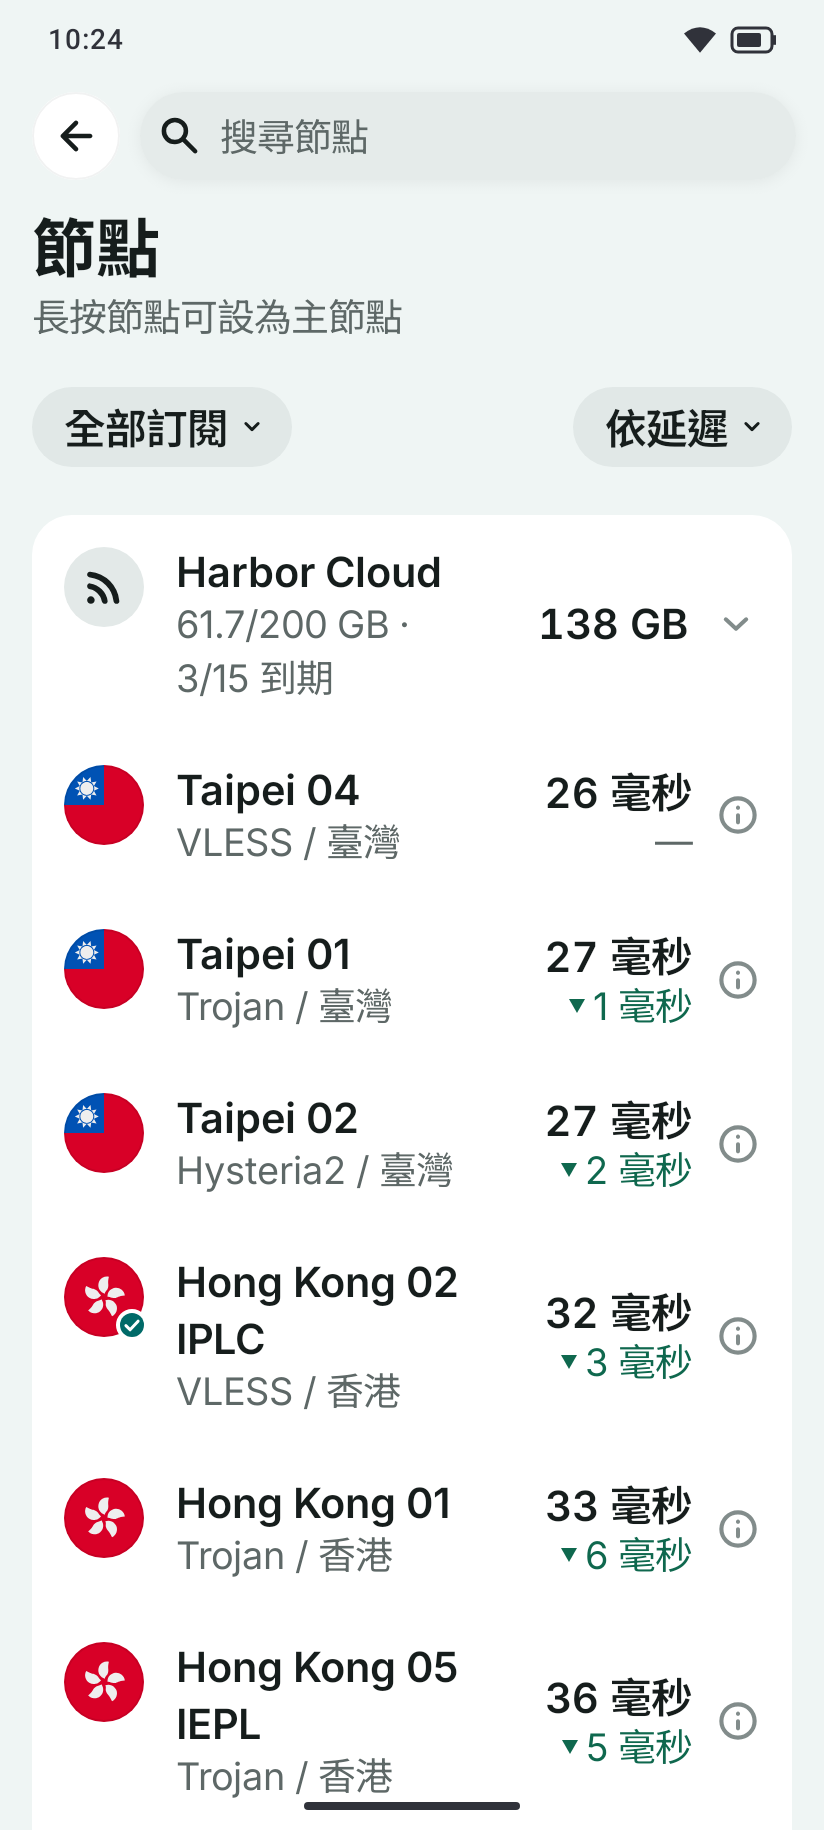 10:24
搜尋節點
節點
長按節點可設為主節點
全部訂閱
依延遲
Harbor Cloud
61.7/200 GB ·
3/15 到期
138 GB
Taipei 04
VLESS / 臺灣
26 毫秒
—
Taipei 01
Trojan / 臺灣
27 毫秒
▼1 毫秒
Taipei 02
Hysteria2 / 臺灣
27 毫秒
▼2 毫秒
Hong Kong 02
IPLC
VLESS / 香港
32 毫秒
▼3 毫秒
Hong Kong 01
Trojan / 香港
33 毫秒
▼6 毫秒
Hong Kong 05
IEPL
Trojan / 香港
36 毫秒
▼5 毫秒